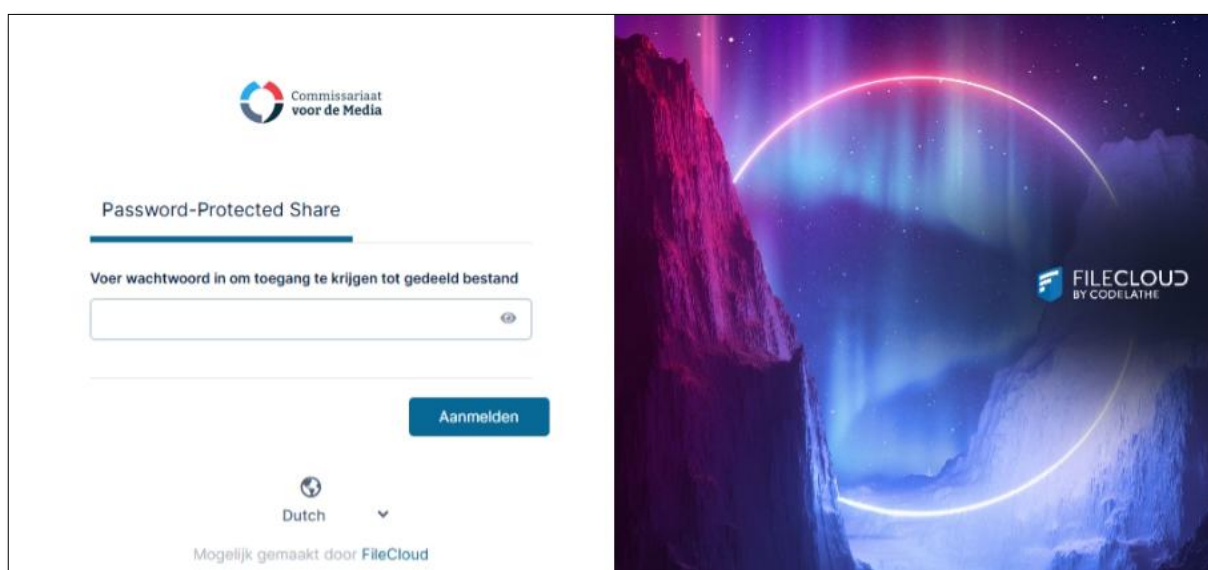 Commissariaat
voor de Media
Password-Protected Share
Voer wachtwoord in om toegang te krijgen tot gedeeld bestand
Aanmelden
Dutch
Mogelijk gemaakt door FileCloud
FILECLOUD
BY CODELATHE